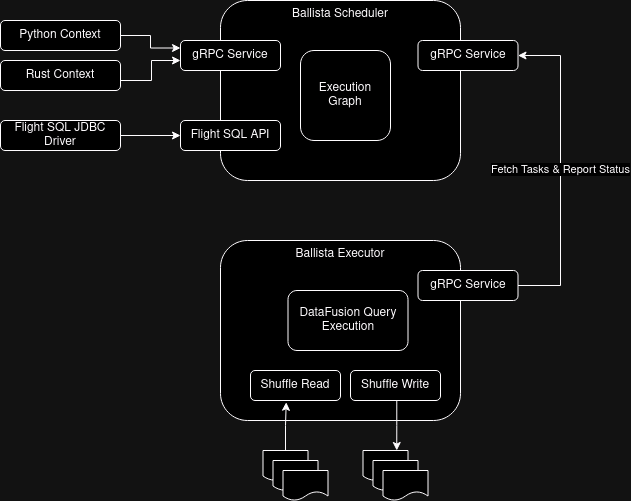 Ballista Scheduler
Python Context
gRPC Service
gRPC Service
Rust Context
Execution
Graph
Flight SQL JDBC
Driver
Flight SQL API
Fetch Tasks & Report Status
Ballista Executor
gRPC Service
DataFusion Query
Execution
Shuffle Read
Shuffle Write